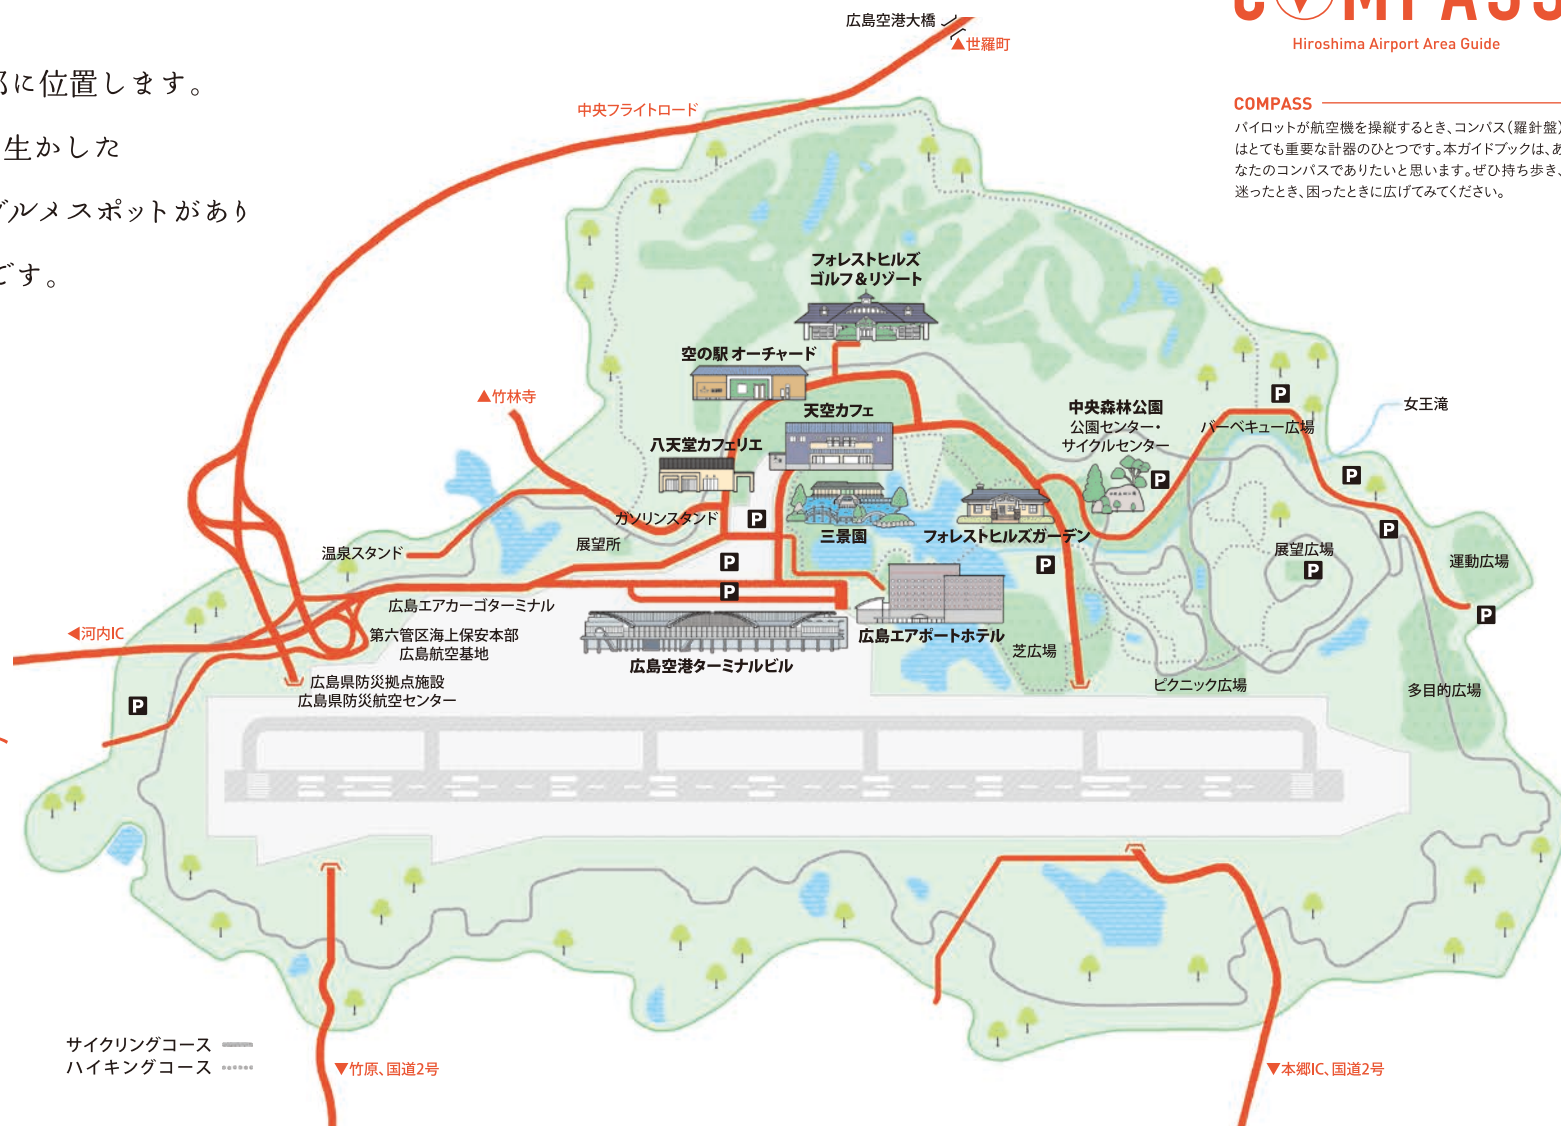 部に位置します。
生かした
グルメスポットがあり
です。
COMPASS
Hiroshima Airport Area Guide
COMPASS
パイロットが航空機を操縦するとき、コンパス(羅針盤)
はとても重要な計器のひとつです。本ガイドブックは、あ
なたのコンパスでありたいと思います。ぜひ持ち歩き、
迷ったとき、困ったときに広げてみてください。
広島空港大橋
▲世羅町
中央フライトロード
フォレストヒルズ
ゴルフ&リゾート
空の駅 オーチャード
▲竹林寺
天空カフェ
中央森林公園
公園センター・
サイクルセンター
P
バーベキュー広場
女王滝
八天堂カフェリエ
P
P
ガソリンスタンド
P
展望所
三景園
フォレストヒルズガーデン
P
展望広場
P
運動広場
温泉スタンド
P
P
P
P
広島エアカーゴターミナル
◀河内IC
第六管区海上保安本部
広島航空基地
広島空港ターミナルビル
広島エアポートホテル
芝広場
広島県防災拠点施設
広島県防災航空センター
ピクニック広場
多目的広場
P
サイクリングコース
ハイキングコース
▼竹原、国道2号
▼本郷IC、国道2号